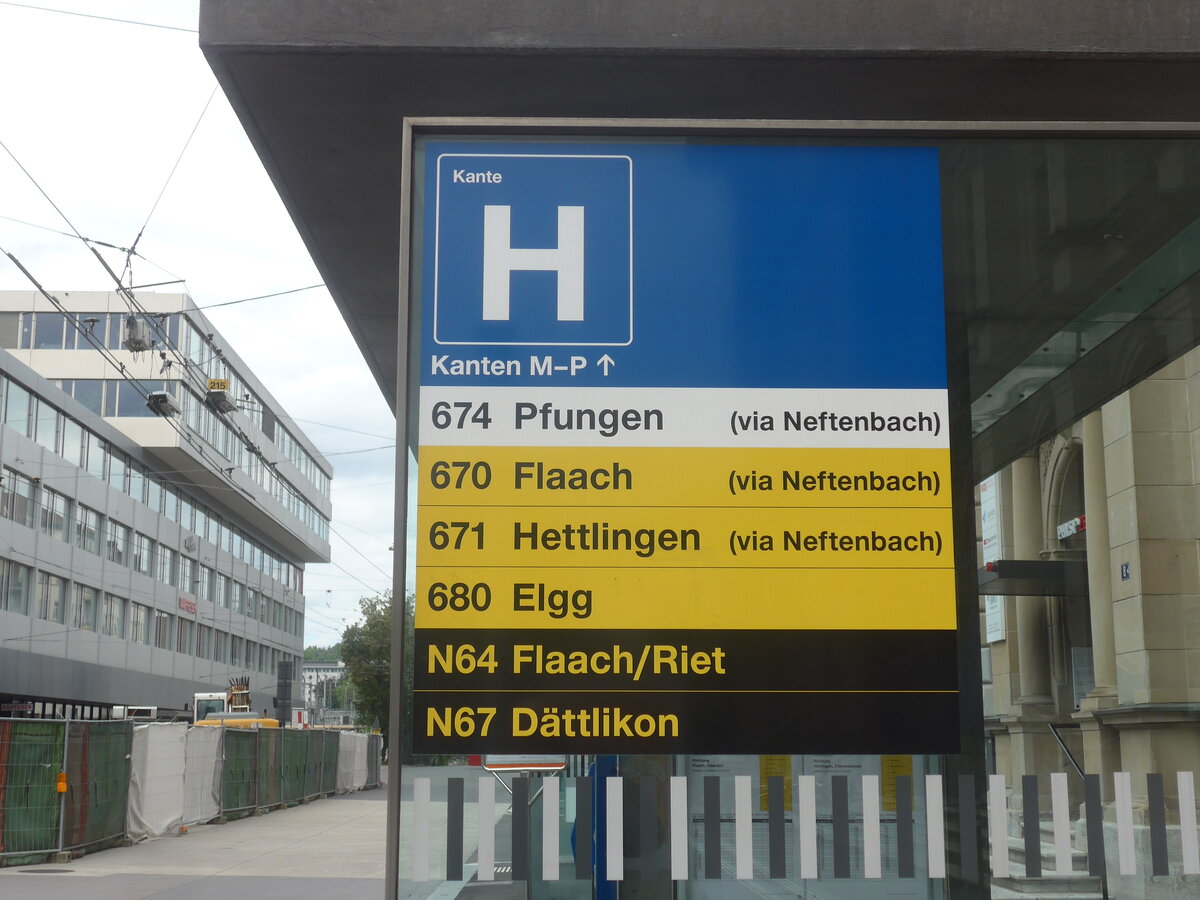 Kante
H
Kanten M–P ↑
674 Pfungen (via Neftenbach)
670 Flaach (via Neftenbach)
671 Hettlingen (via Neftenbach)
680 Elgg
N64 Flaach/Riet
N67 Dättlikon
215